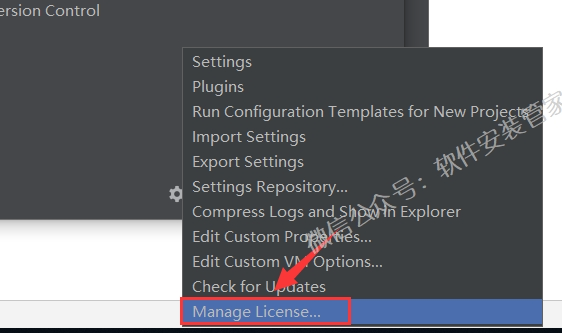 ersion Control
Settings
Plugins
Run Configuration Templates for New Projects
Import Settings
Export Settings
Settings Repository...
Compress Logs and Show in Explorer
Edit Custom Properties...
Edit Custom VM Options...
Check for Updates
Manage License...
微信公众号：软件安装管家